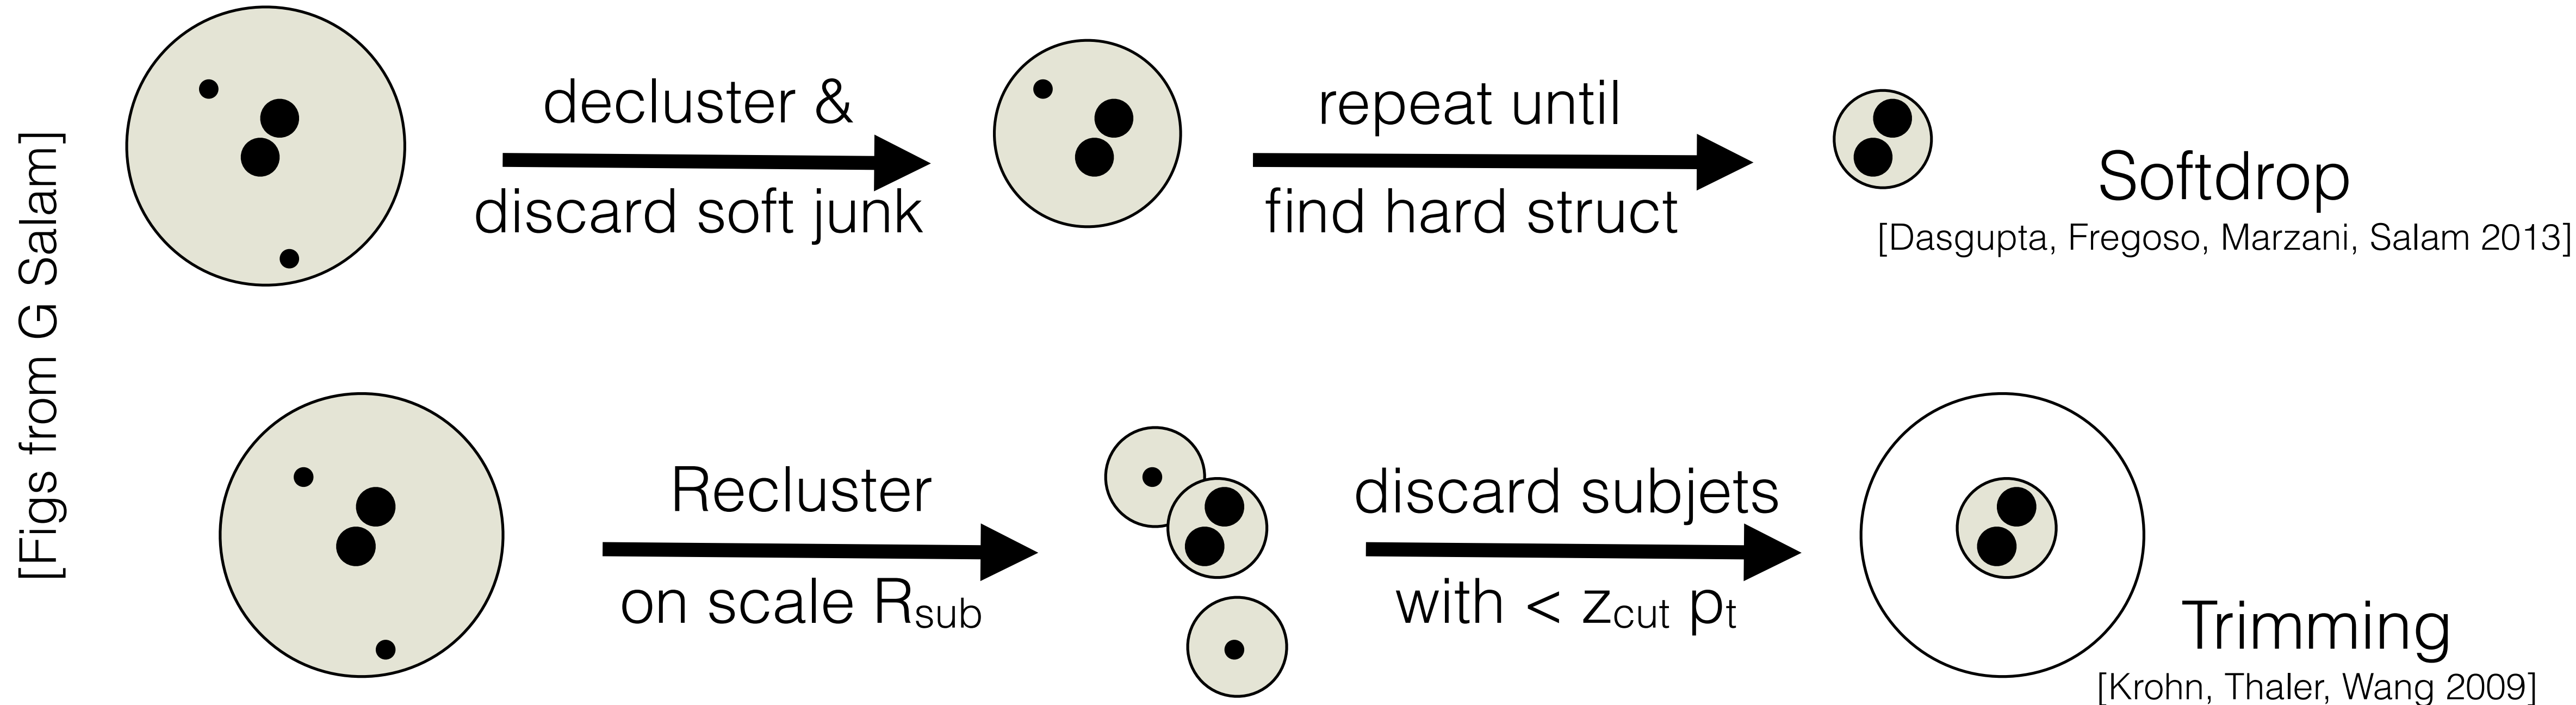 [Figs from G Salam]
decluster &
discard soft junk
repeat until
find hard struct
Softdrop
[Dasgupta, Fregoso, Marzani, Salam 2013]
Recluster
on scale Rsub
discard subjets
with < zcut pt
Trimming
[Krohn, Thaler, Wang 2009]